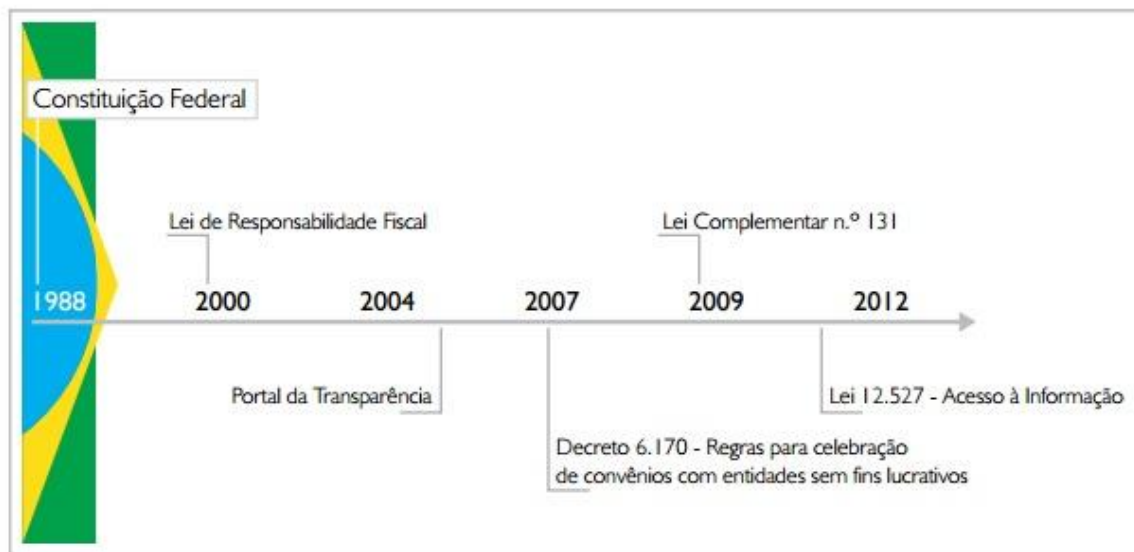 Constituição Federal
Lei de Responsabilidade Fiscal
Lei Complementar n.º 131
1988
2000
2004
2007
2009
2012
Portal da Transparência
Lei 12.527 - Acesso à Informação
Decreto 6.170 - Regras para celebração
de convênios com entidades sem fins lucrativos